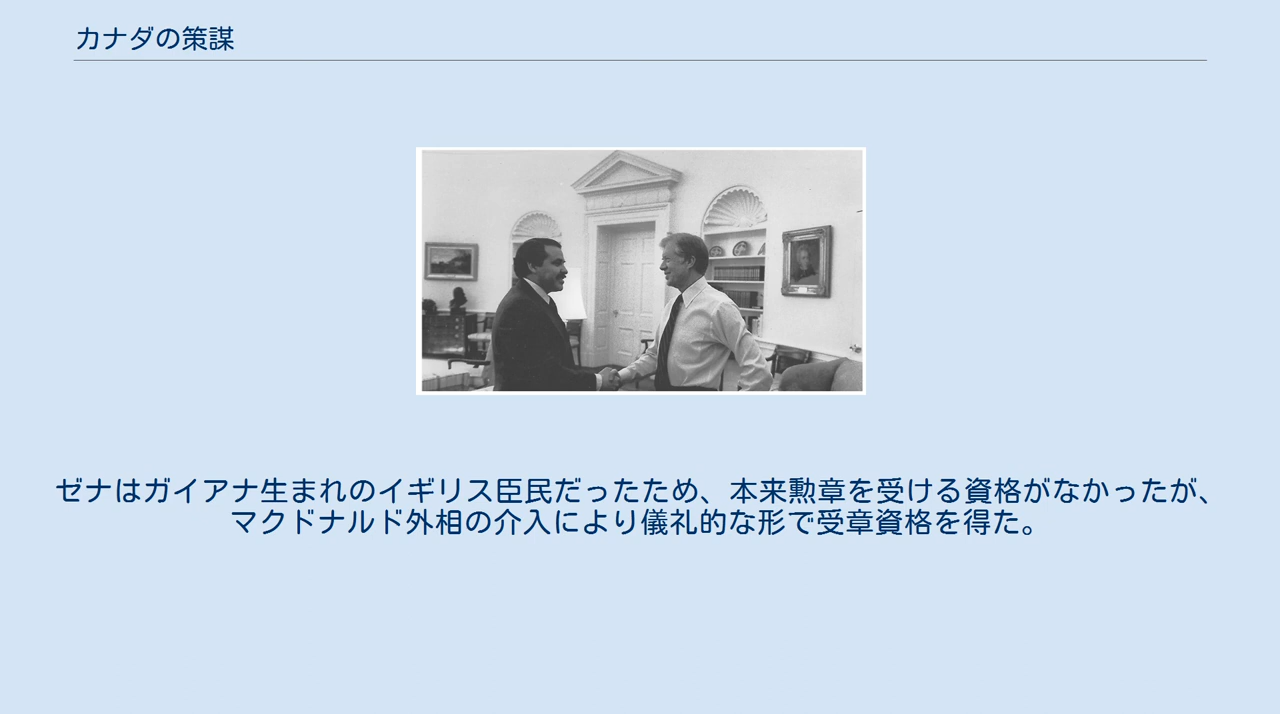 カナダの策謀
ゼナはガイアナ生まれのイギリス臣民だったため、本来勲章を受ける資格がなかったが、
マクドナルド外相の介入により儀礼的な形で受章資格を得た。